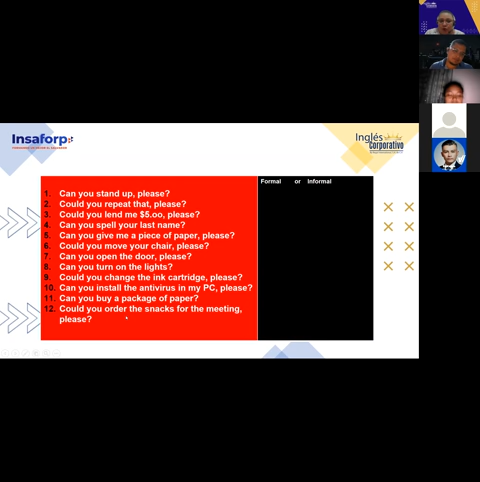 Insaforp
Inglés
Corporativo
Formal or Informal
1. Can you stand up, please?
2. Could you repeat that, please?
3. Could you lend me $5.oo, please?
4. Can you spell your last name?
5. Can you give me a piece of paper, please?
6. Could you move your chair, please?
7. Can you open the door, please?
8. Can you turn on the lights?
9. Could you change the ink cartridge, please?
10. Can you install the antivirus in my PC, please?
11. Can you buy a package of paper?
12. Could you order the snacks for the meeting,
please?